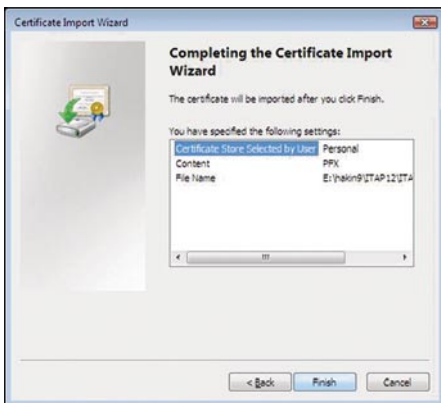 Certificate Import Wizard
Completing the Certificate Import
Wizard
The certificate will be imported after you click Finish.
You have specified the following settings:
Certificate Store Selected by User Personal
Content PFX
File Name E:\hakin9\ITAP12\ITA
< Back Finish Cancel